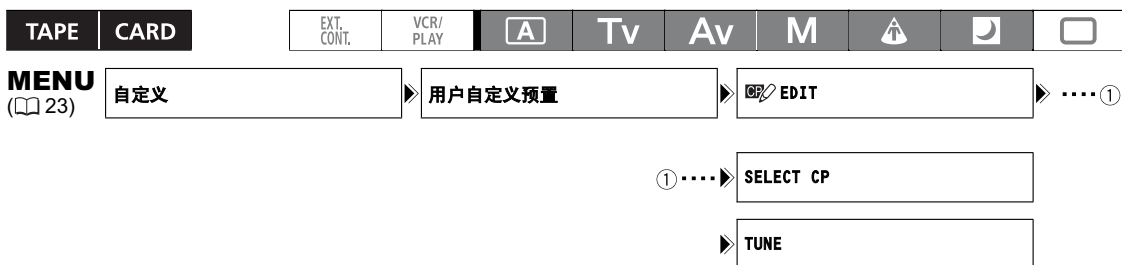 TAPE CARD EXT. CONT. VCR/ PLAY A Tv Av M
MENU
(23)
自定义 用户自定义预置 CP EDIT ①
① SELECT CP
TUNE